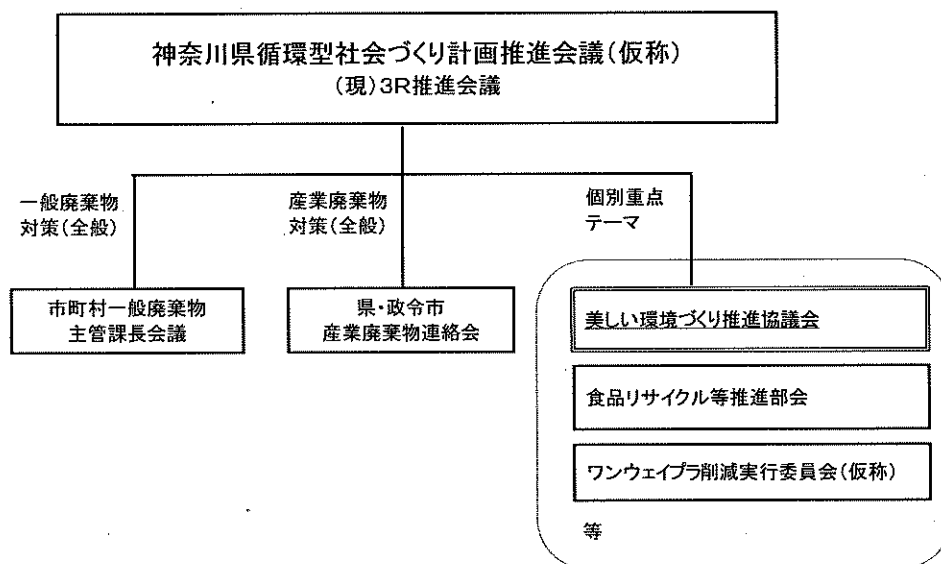 神奈川県循環型社会づくり計画推進会議(仮称)
(現)3R推進会議
一般廃棄物
対策(全般)
産業廃棄物
対策(全般)
個別重点
テーマ
市町村一般廃棄物
主管課長会議
県・政令市
産業廃棄物連絡会
美しい環境づくり推進協議会
食品リサイクル等推進部会
ワンウェイプラ削減実行委員会(仮称)
等